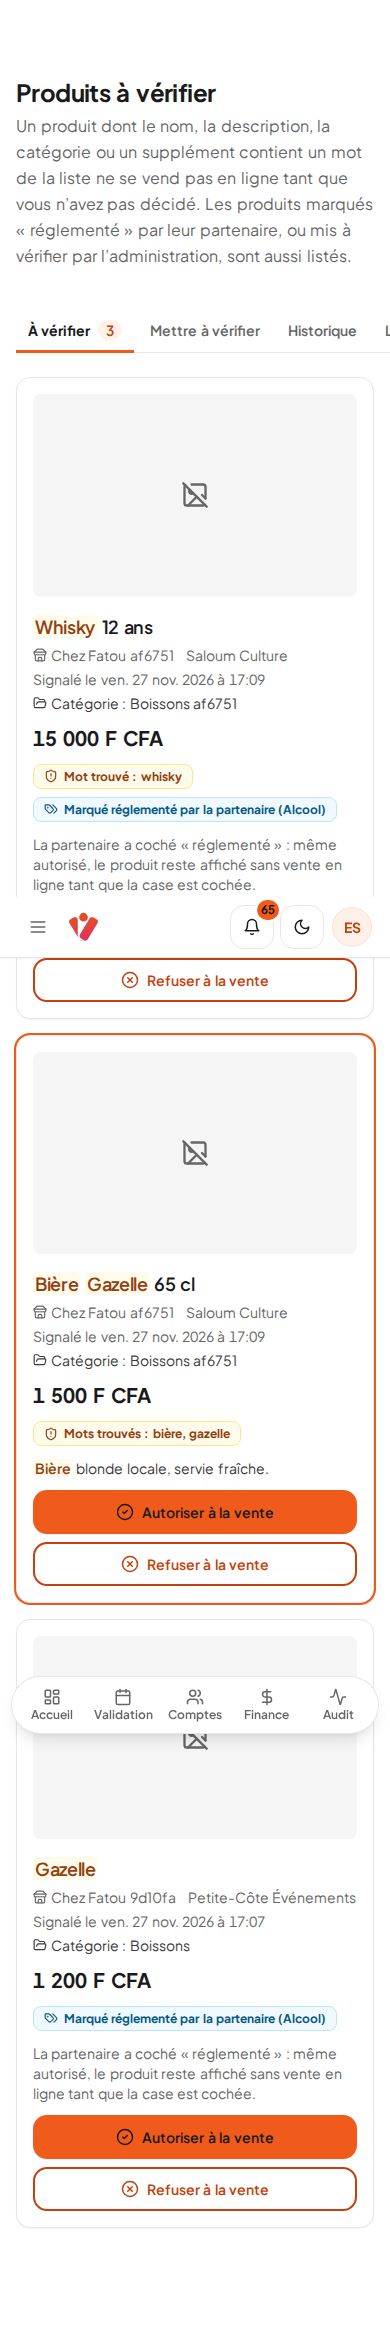 Produits à vérifier
Un produit dont le nom, la description, la
catégorie ou un supplément contient un mot
de la liste ne se vend pas en ligne tant que
vous n’avez pas décidé. Les produits marqués
« réglementé » par leur partenaire, ou mis à
vérifier par l’administration, sont aussi listés.
À vérifier 3 Mettre à vérifier Historique
Whisky 12 ans
Chez Fatou af6751 Saloum Culture
Signalé le ven. 27 nov. 2026 à 17:09
Catégorie : Boissons af6751
15 000 F CFA
Mot trouvé : whisky
Marqué réglementé par la partenaire (Alcool)
La partenaire a coché « réglementé » : même
autorisé, le produit reste affiché sans vente en
ligne tant que la case est cochée.
65
ES
Refuser à la vente
Bière Gazelle 65 cl
Chez Fatou af6751 Saloum Culture
Signalé le ven. 27 nov. 2026 à 17:09
Catégorie : Boissons af6751
1 500 F CFA
Mots trouvés : bière, gazelle
Bière blonde locale, servie fraîche.
Autoriser à la vente
Refuser à la vente
Accueil Validation Comptes Finance Audit
Gazelle
Chez Fatou 9d10fa Petite-Côte Événements
Signalé le ven. 27 nov. 2026 à 17:07
Catégorie : Boissons
1 200 F CFA
Marqué réglementé par la partenaire (Alcool)
La partenaire a coché « réglementé » : même
autorisé, le produit reste affiché sans vente en
ligne tant que la case est cochée.
Autoriser à la vente
Refuser à la vente